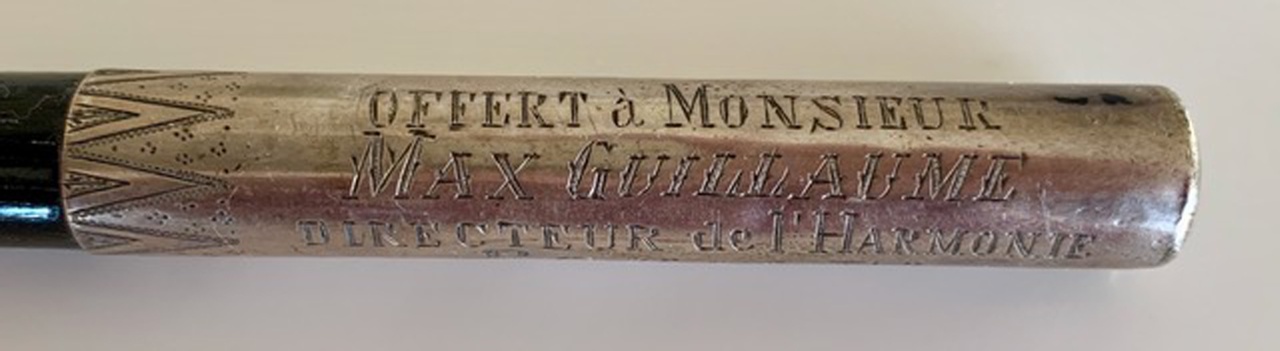 OFFERT à MONSIEUR
MAX GUILLAUME
DIRECTEUR de l'HARMONIE